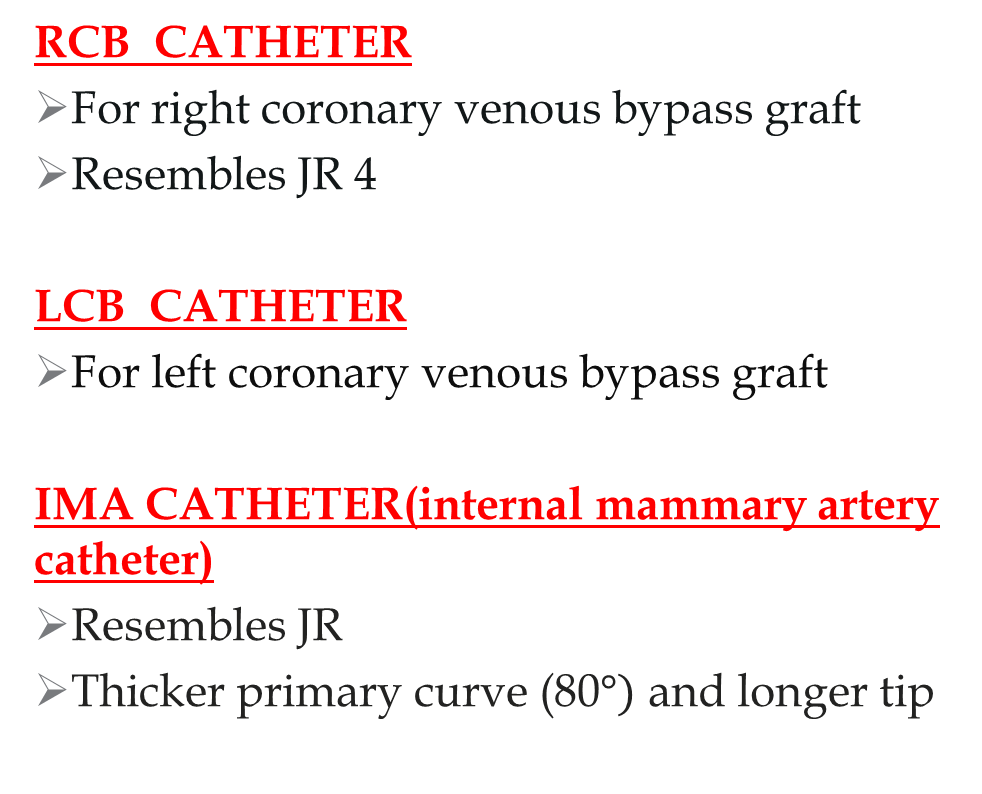 RCB  CATHETER
➢For right coronary venous bypass graft
➢Resembles JR 4
LCB  CATHETER
➢For left coronary venous bypass graft
IMA CATHETER(internal mammary artery
catheter)
➢Resembles JR
➢Thicker primary curve (80°) and longer tip